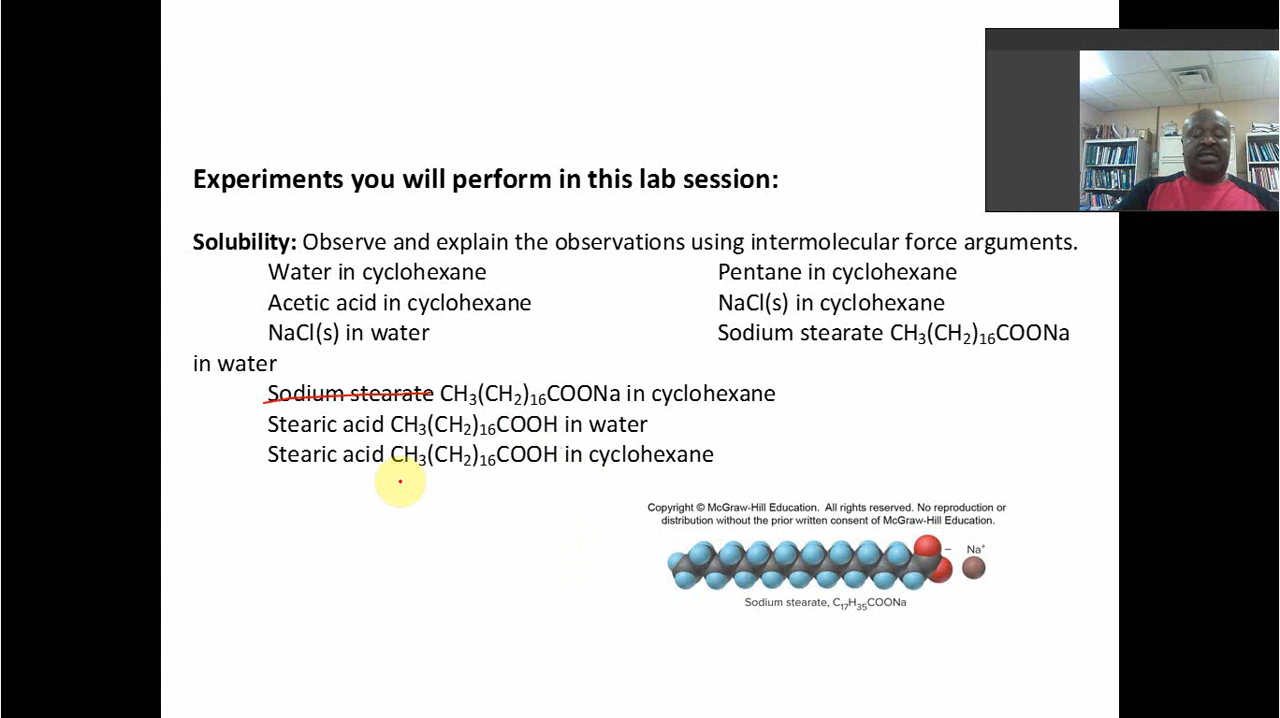 Experiments you will perform in this lab session:
Solubility: Observe and explain the observations using intermolecular force arguments.
Water in cyclohexane Pentane in cyclohexane
Acetic acid in cyclohexane NaCl(s) in cyclohexane
NaCl(s) in water Sodium stearate CH₃(CH₂)₁₆COONa
in water
Sodium stearate CH₃(CH₂)₁₆COONa in cyclohexane
Stearic acid CH₃(CH₂)₁₆COOH in water
Stearic acid CH₃(CH₂)₁₆COOH in cyclohexane
Copyright © McGraw-Hill Education. All rights reserved. No reproduction or
distribution without the prior written consent of McGraw-Hill Education.
– Na⁺
Sodium stearate, C₁₇H₃₅COONa